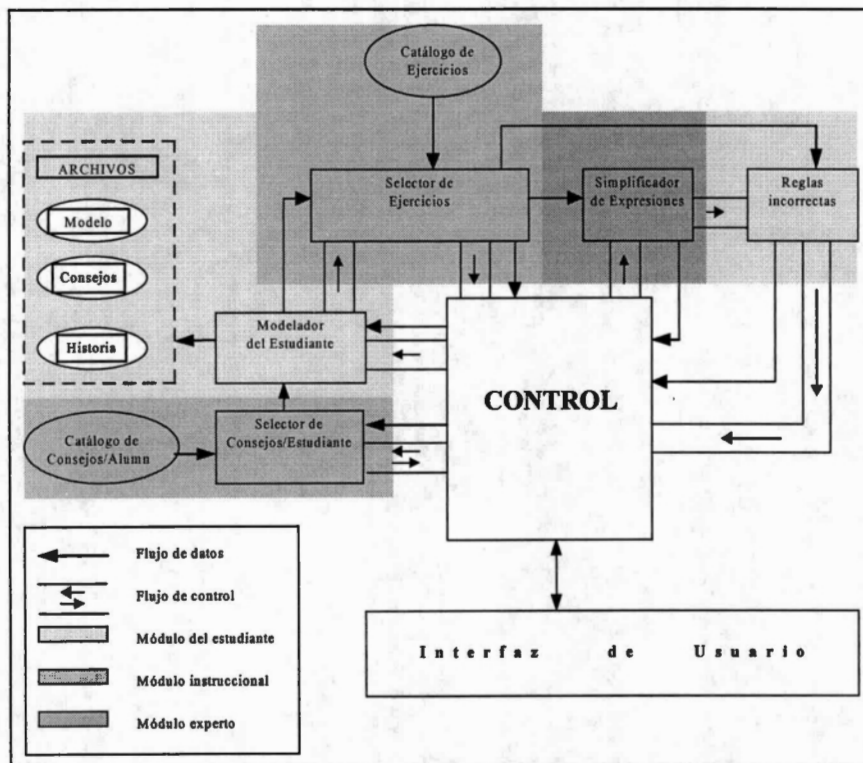 Catálogo de
Ejercicios
ARCHIVOS
Modelo
Consejos
Historia
Selector de
Ejercicios
Simplificador
de Expresiones
Reglas
incorrectas
Modelador
del Estudiante
CONTROL
Catálogo de
Consejos/Alumn
Selector de
Consejos/Estudiante
Flujo de datos
Flujo de control
Módulo del estudiante
Módulo instruccional
Módulo experto
Interfaz de Usuario